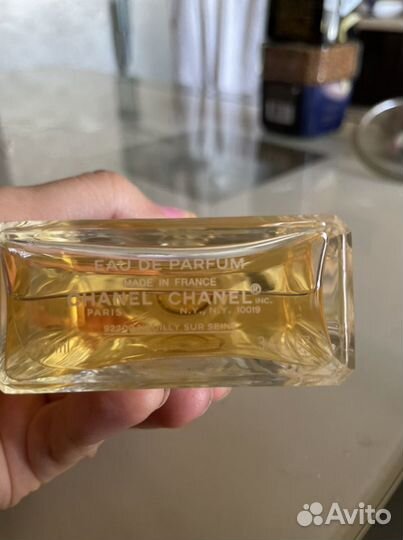 EAU DE PARFUM
MADE IN FRANCE
CHANEL CHANEL® INC.
PARIS N.Y., N.Y. 10019
92200 NEUILLY SUR SEINE
Avito